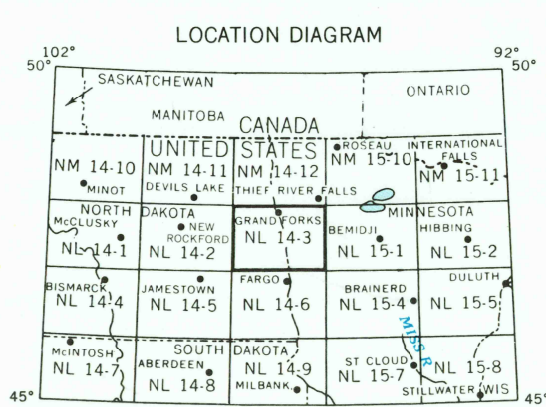 LOCATION DIAGRAM
102° 92°
50° 50°
SASKATCHEWAN
ONTARIO
MANITOBA
CANADA
UNITED STATES
ROSEAU
INTERNATIONAL
FALLS
NM 14-10 NM 14-11 NM 14-12 NM 15-10 NM 15-11
MINOT DEVILS LAKE THIEF RIVER FALLS
NORTH DAKOTA MINNESOTA
McCLUSKY NEW ROCKFORD GRAND FORKS BEMIDJI HIBBING
NL 14-1 NL 14-2 NL 14-3 NL 15-1 NL 15-2
BISMARCK JAMESTOWN FARGO BRAINERD DULUTH
NL 14-4 NL 14-5 NL 14-6 NL 15-4 NL 15-5
MISS R
McINTOSH SOUTH DAKOTA
ABERDEEN MILBANK ST CLOUD STILLWATER WIS
NL 14-7 NL 14-8 NL 14-9 NL 15-7 NL 15-8
45° 45°